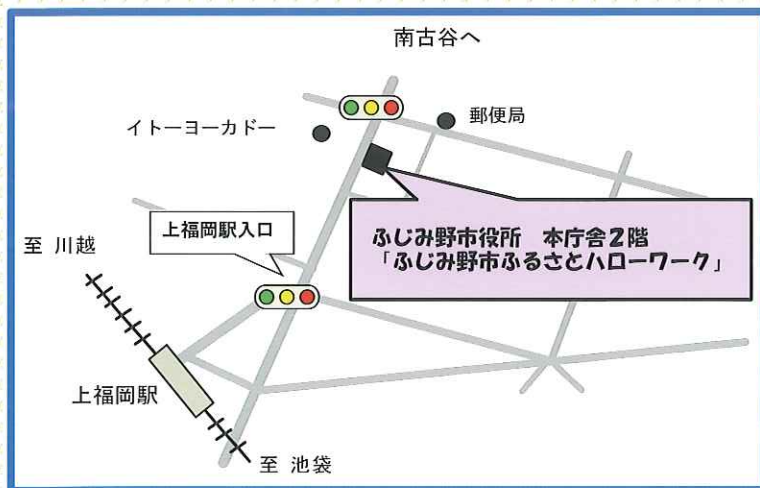 南古谷へ
イトーヨーカドー
郵便局
ふじみ野市役所 本庁舎2階
「ふじみ野市ふるさとハローワーク」
上福岡駅入口
至 川越
上福岡駅
至 池袋